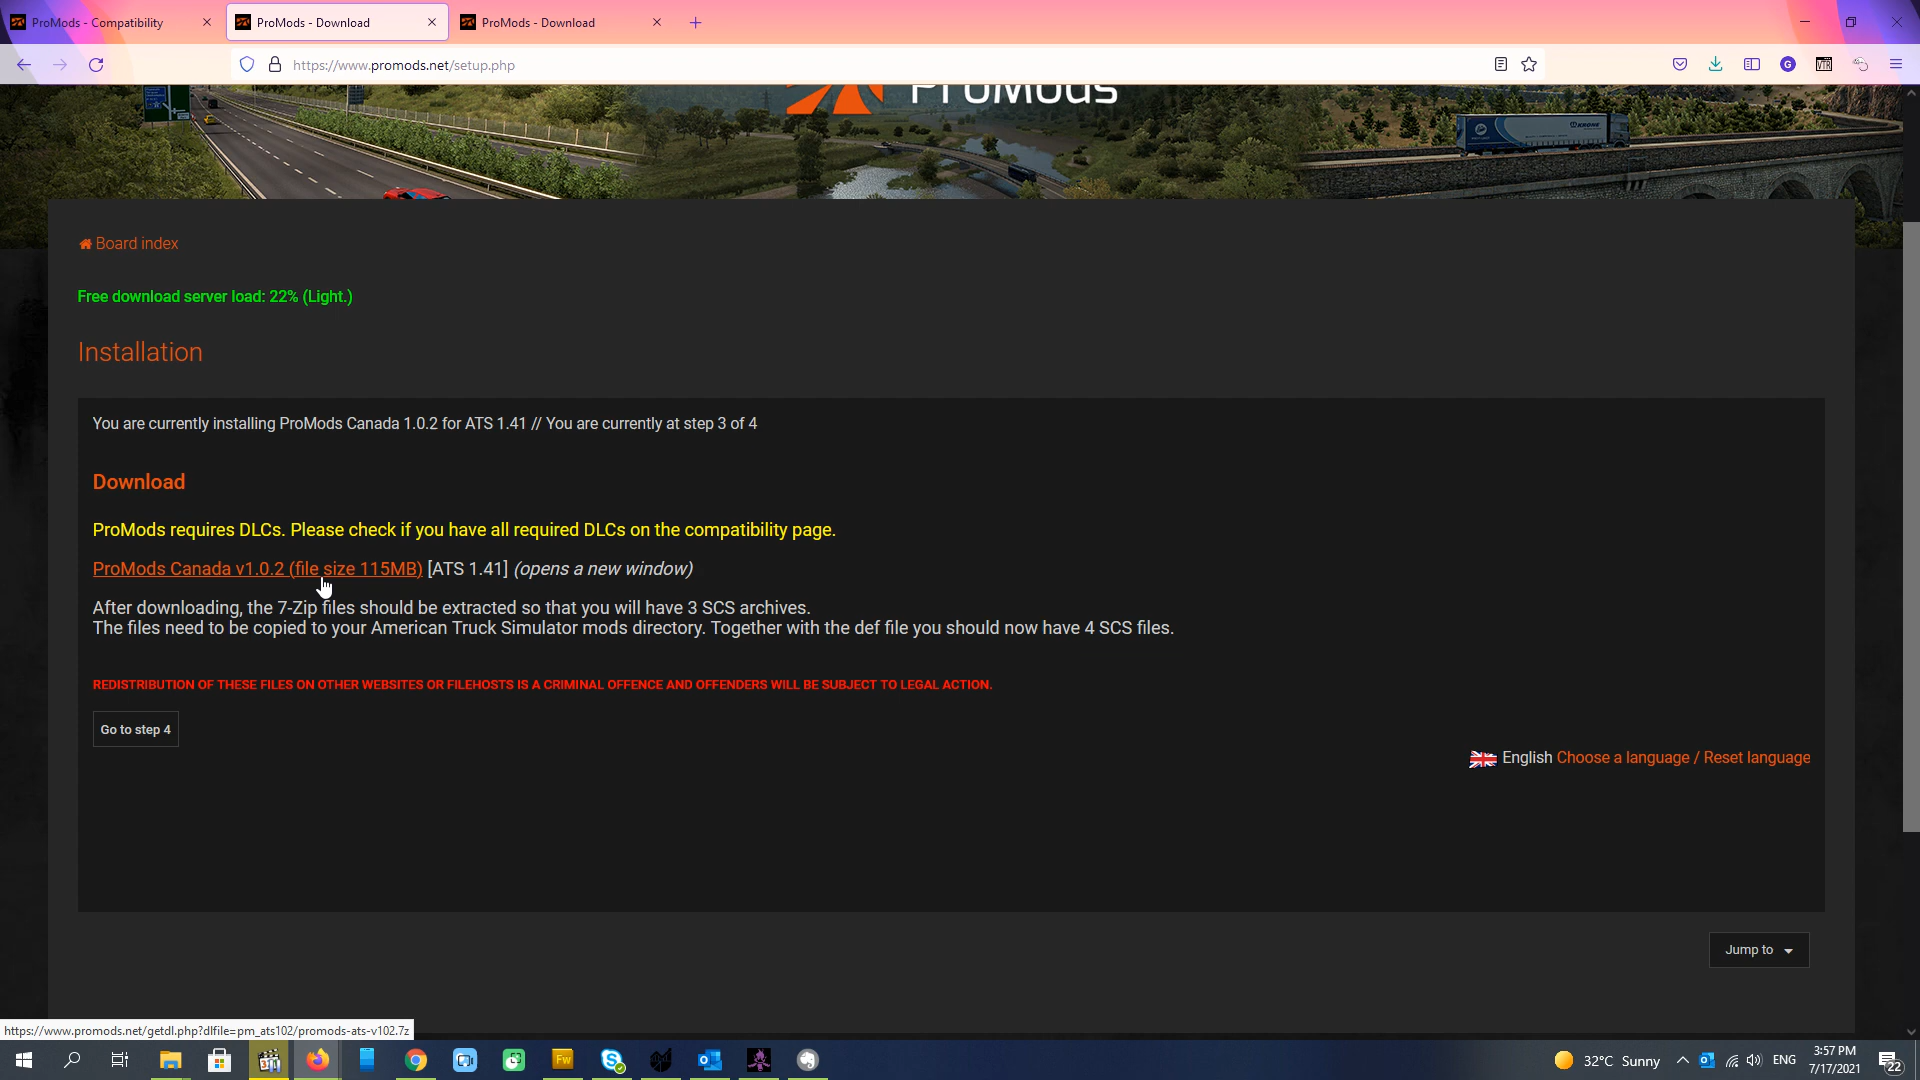 ProMods - Compatibility
ProMods - Download
ProMods - Download
https://www.promods.net/setup.php
G
VTR
ProMods
KRONE
Board index
Free download server load: 22% (Light.)
Installation
You are currently installing ProMods Canada 1.0.2 for ATS 1.41 // You are currently at step 3 of 4
Download
ProMods requires DLCs. Please check if you have all required DLCs on the compatibility page.
ProMods Canada v1.0.2 (file size 115MB) [ATS 1.41] (opens a new window)
After downloading, the 7-Zip files should be extracted so that you will have 3 SCS archives.
The files need to be copied to your American Truck Simulator mods directory. Together with the def file you should now have 4 SCS files.
REDISTRIBUTION OF THESE FILES ON OTHER WEBSITES OR FILEHOSTS IS A CRIMINAL OFFENCE AND OFFENDERS WILL BE SUBJECT TO LEGAL ACTION.
Go to step 4
English Choose a language / Reset language
Jump to
https://www.promods.net/getdl.php?dlfile=pm_ats102/promods-ats-v102.7z
Fw
32°C Sunny
ENG
3:57 PM
7/17/2021
22